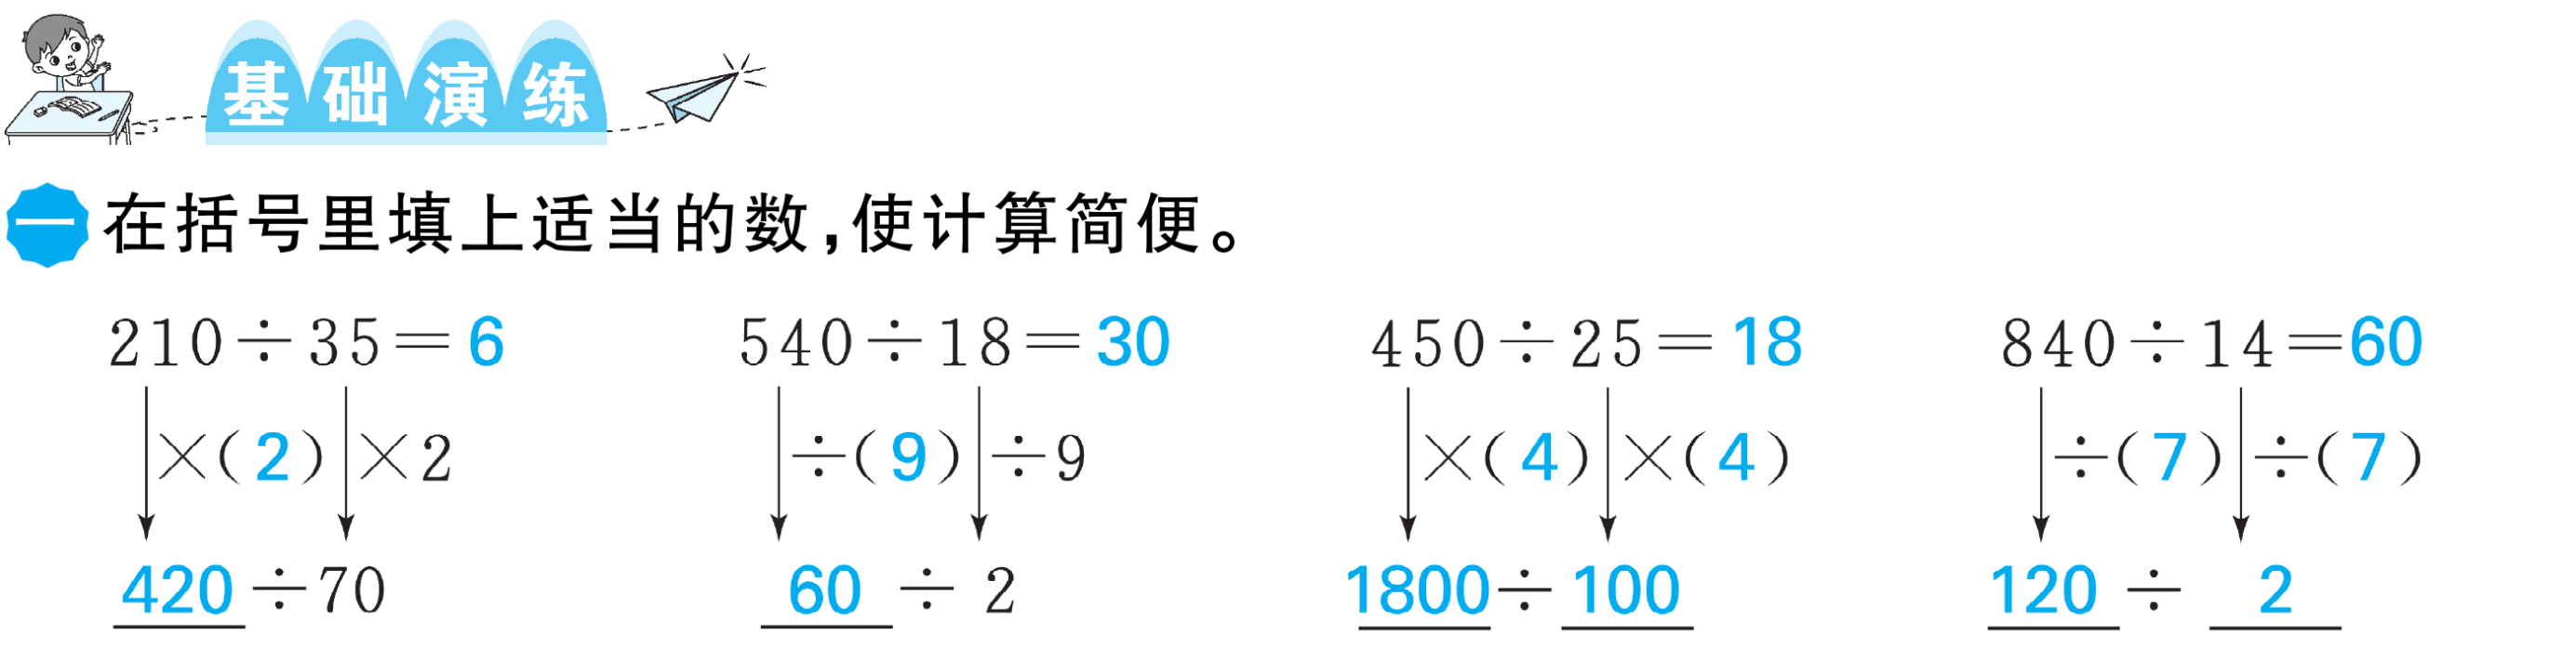 基础演练
一 在括号里填上适当的数,使计算简便。
210÷35=6 540÷18=30 450÷25=18 840÷14=60
×(2) ×2 ÷(9) ÷9 ×(4) ×(4) ÷(7) ÷(7)
420÷70 60÷2 1800÷100 120÷2